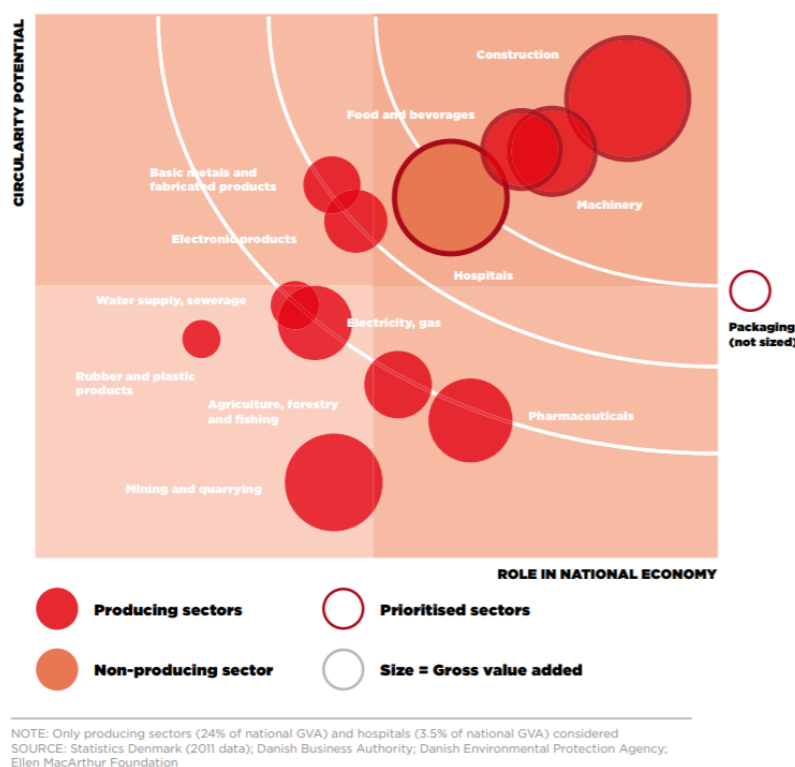 CIRCULARITY POTENTIAL
Construction
Food and beverages
Basic metals and
fabricated products
Machinery
Electronic products
Hospitals
Water supply, sewerage
Electricity, gas
Packaging
(not sized)
Rubber and plastic
products
Agriculture, forestry
and fishing
Pharmaceuticals
Mining and quarrying
ROLE IN NATIONAL ECONOMY
Producing sectors
Prioritised sectors
Non-producing sector
Size = Gross value added
NOTE: Only producing sectors (24% of national GVA) and hospitals (3.5% of national GVA) considered
SOURCE: Statistics Denmark (2011 data); Danish Business Authority; Danish Environmental Protection Agency;
Ellen MacArthur Foundation